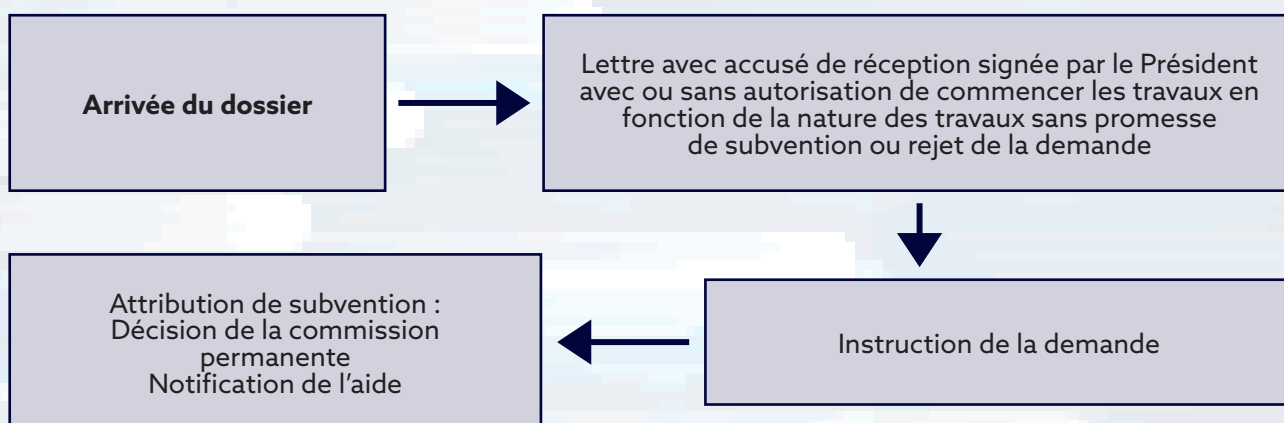 Arrivée du dossier
Lettre avec accusé de réception signée par le Président
avec ou sans autorisation de commencer les travaux en
fonction de la nature des travaux sans promesse
de subvention ou rejet de la demande
Instruction de la demande
Attribution de subvention :
Décision de la commission
permanente
Notification de l’aide